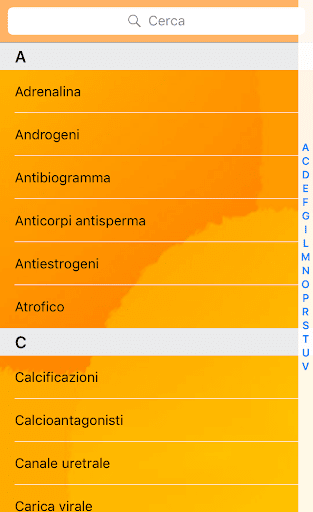 Cerca
A
Adrenalina
Androgeni
Antibiogramma
Anticorpi antisperma
Antiestrogeni
Atrofico
C
Calcificazioni
Calcioantagonisti
Canale uretrale
Carica virale
A
C
D
E
F
G
I
L
M
N
O
P
R
S
T
U
V